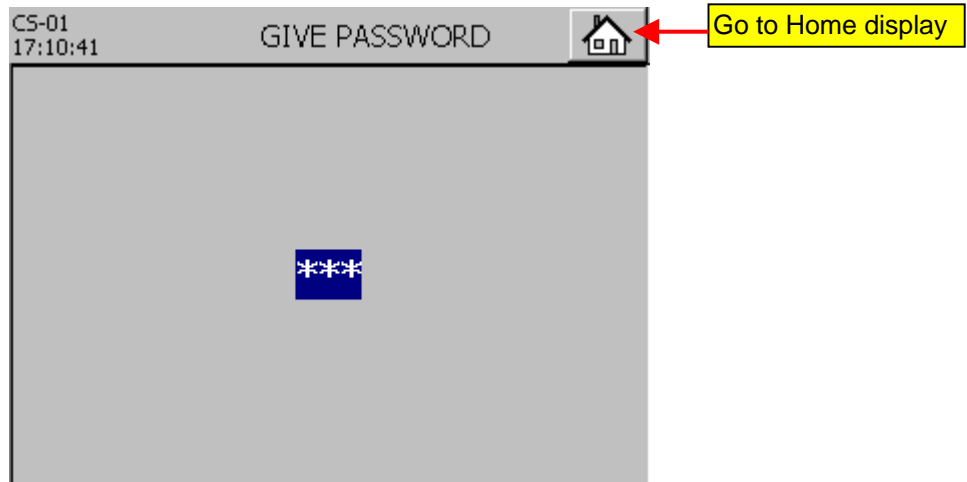 CS-01
17:10:41
GIVE PASSWORD
Go to Home display
***